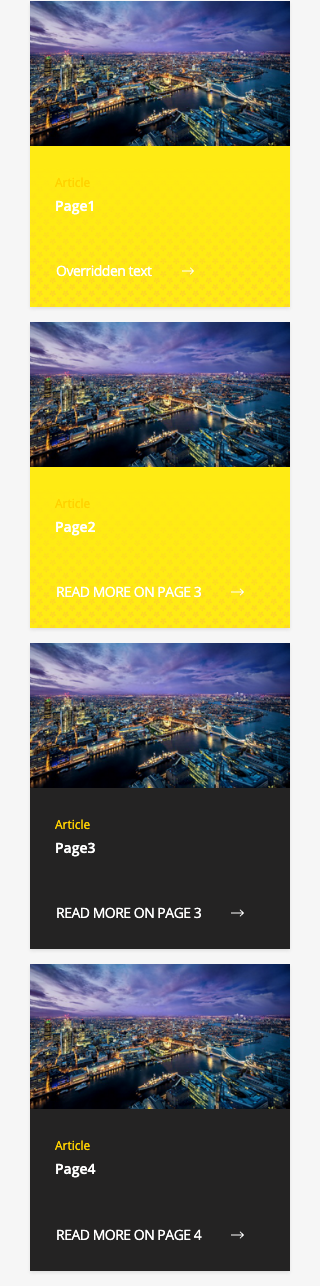 Article
Page1
Overridden text
Article
Page2
READ MORE ON PAGE 3
Article
Page3
READ MORE ON PAGE 3
Article
Page4
READ MORE ON PAGE 4